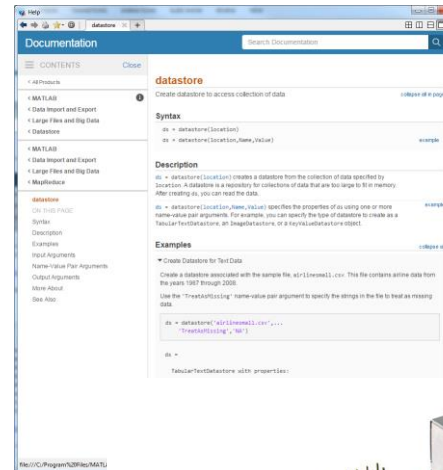 Help
datastore
Documentation
Search Documentation
CONTENTS
Close
< All Products
< MATLAB
< Data Import and Export
< Large Files and Big Data
< Datastore
< MATLAB
< Data Import and Export
< Large Files and Big Data
< MapReduce
datastore
ON THIS PAGE
Syntax
Description
Examples
Input Arguments
Name-Value Pair Arguments
Output Arguments
More About
See Also
datastore
Create datastore to access collection of data
collapse all in page
Syntax
ds = datastore(location)
ds = datastore(location,Name,Value)
example
Description
ds = datastore(location) creates a datastore from the collection of data specified by
location. A datastore is a repository for collections of data that are too large to fit in memory.
After creating ds, you can read the data.
ds = datastore(location,Name,Value) specifies the properties of ds using one or more
example
name-value pair arguments. For example, you can specify the type of datastore to create as a
TabularTextDatastore, an ImageDatastore, or a KeyValueDatastore object.
Examples
collapse all
Create Datastore for Text Data
Create a datastore associated with the sample file, airlinesmall.csv. This file contains airline data from
the years 1987 through 2008.
Use the 'TreatAsMissing' name-value pair argument to specify the strings in the file to treat as missing
data.
ds = datastore('airlinesmall.csv',...
'TreatAsMissing','NA')
ds =
TabularTextDatastore with properties:
file:///C:/Program%20Files/MATL